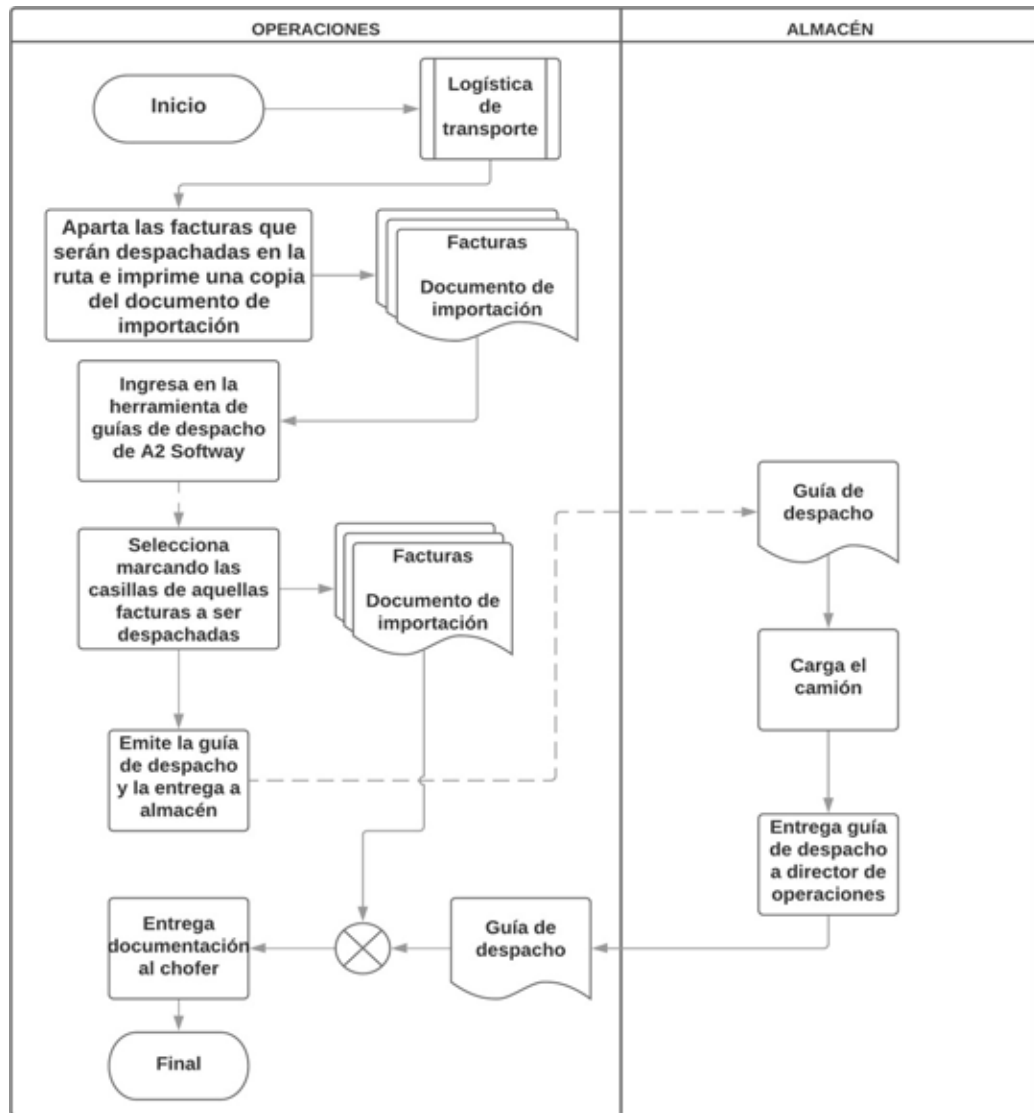 OPERACIONES
ALMACÉN
Inicio
Logística
de
transporte
Aparta las facturas que
serán despachadas en la
ruta e imprime una copia
del documento de
importación
Facturas
Documento de
importación
Ingresa en la
herramienta de
guías de despacho
de A2 Softway
Selecciona
marcando las
casillas de aquellas
facturas a ser
despachadas
Facturas
Documento de
importación
Emite la guía
de despacho
y la entrega a
almacén
Guía de
despacho
Carga el
camión
Entrega guía
de despacho
a director de
operaciones
Guía de
despacho
Entrega
documentación
al chofer
Final